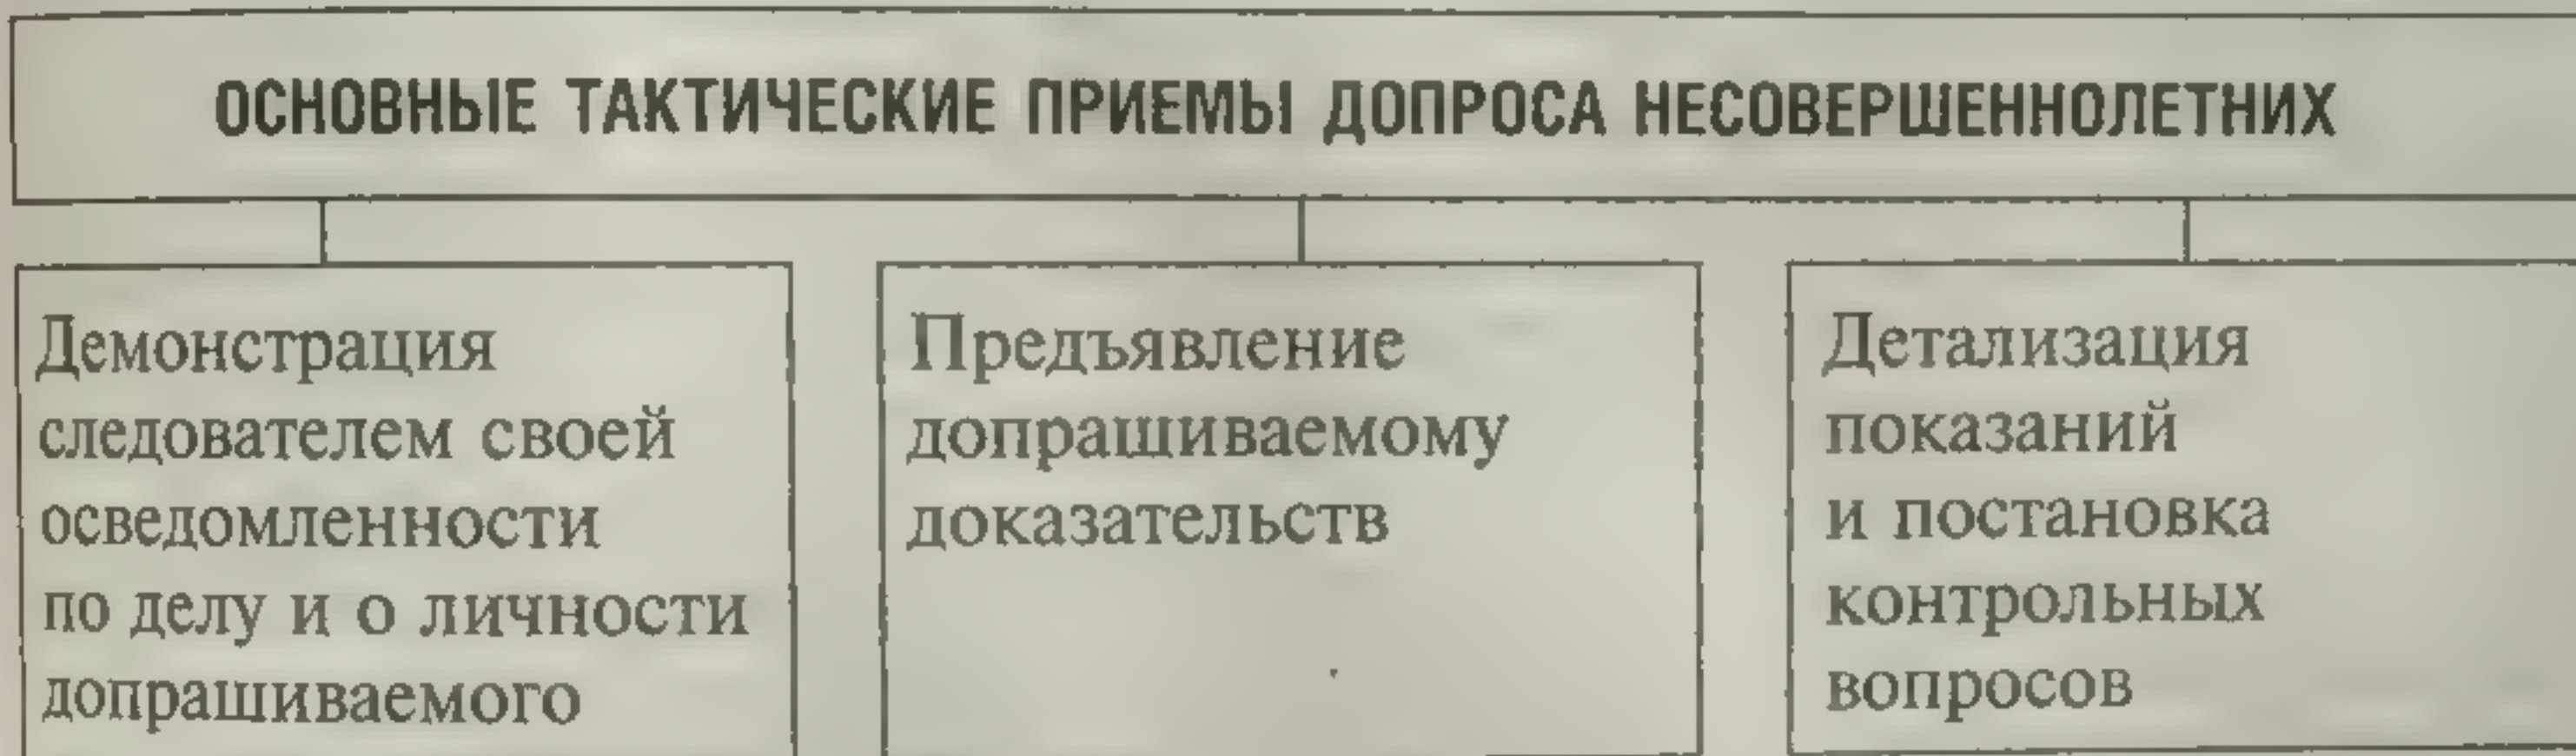 ОСНОВНЫЕ ТАКТИЧЕСКИЕ ПРИЕМЫ ДОПРОСА НЕСОВЕРШЕННОЛЕТНИХ
Демонстрация
следователем своей
осведомленности
по делу и о личности
допрашиваемого
Предъявление
допрашиваемому
доказательств
Детализация
показаний
и постановка
контрольных
вопросов